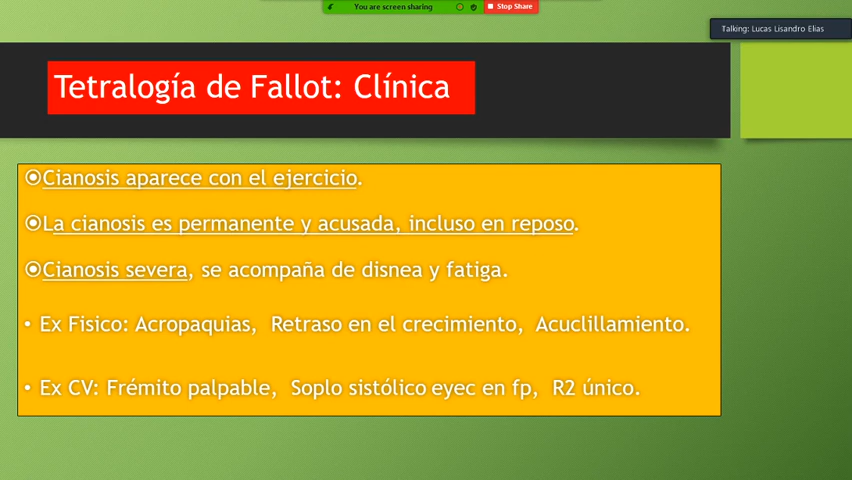 You are screen sharing
Stop Share
Talking: Lucas Lisandro Elias
Tetralogía de Fallot: Clínica
Cianosis aparece con el ejercicio.
La cianosis es permanente y acusada, incluso en reposo.
Cianosis severa, se acompaña de disnea y fatiga.
• Ex Fisico: Acropaquias, Retraso en el crecimiento, Acuclillamiento.
• Ex CV: Frémito palpable, Soplo sistólico eyec en fp, R2 único.